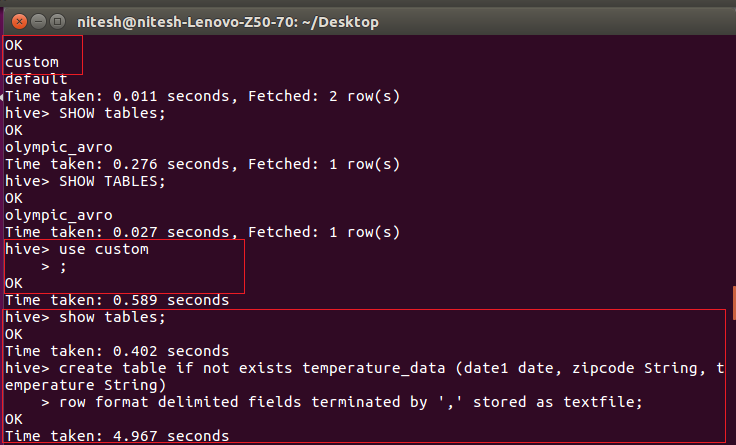 nitesh@nitesh-Lenovo-Z50-70: ~/Desktop
OK
custom
default
Time taken: 0.011 seconds, Fetched: 2 row(s)
hive> SHOW tables;
OK
olympic_avro
Time taken: 0.276 seconds, Fetched: 1 row(s)
hive> SHOW TABLES;
OK
olympic_avro
Time taken: 0.027 seconds, Fetched: 1 row(s)
hive> use custom
    > ;
OK
Time taken: 0.589 seconds
hive> show tables;
OK
Time taken: 0.402 seconds
hive> create table if not exists temperature_data (date1 date, zipcode String, t
emperature String)
    > row format delimited fields terminated by ',' stored as textfile;
OK
Time taken: 4.967 seconds